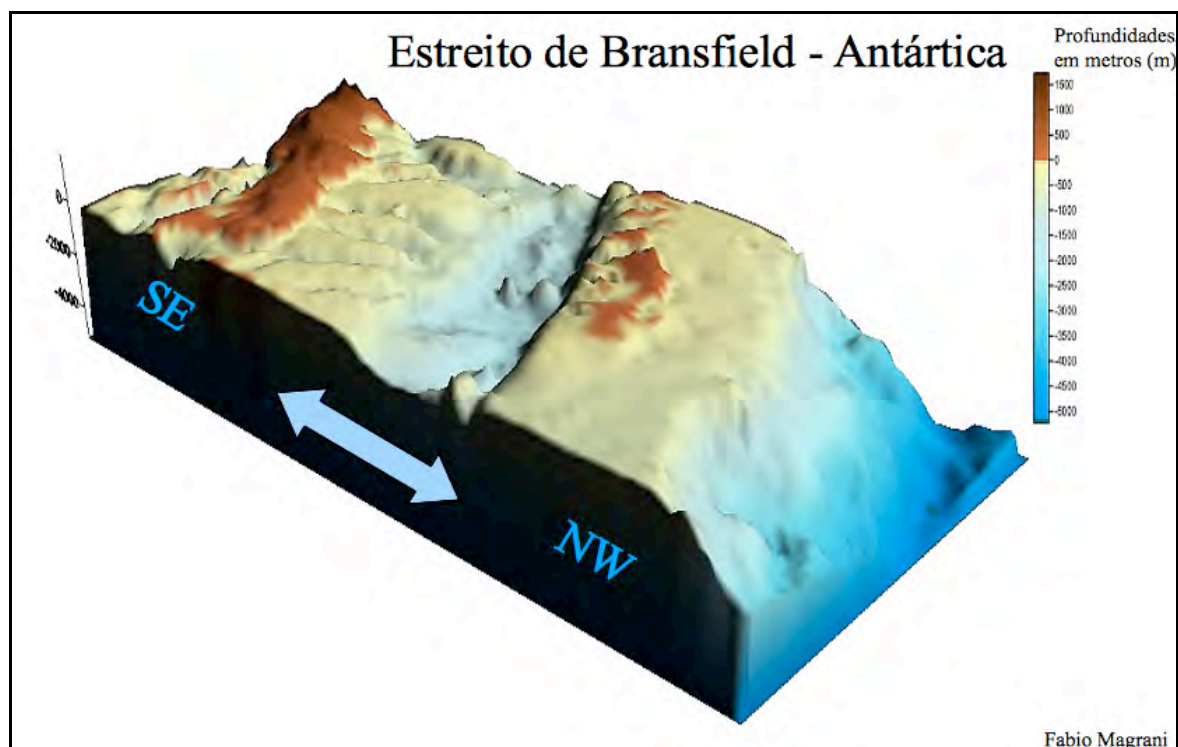 Estreito de Bransfield - Antártica
Profundidades
em metros (m)
1500
1000
500
0
-500
-1000
-1500
-2000
-2500
-3000
-3500
-4000
-4500
-5000
0
-2000
-4000
SE
NW
Fabio Magrani